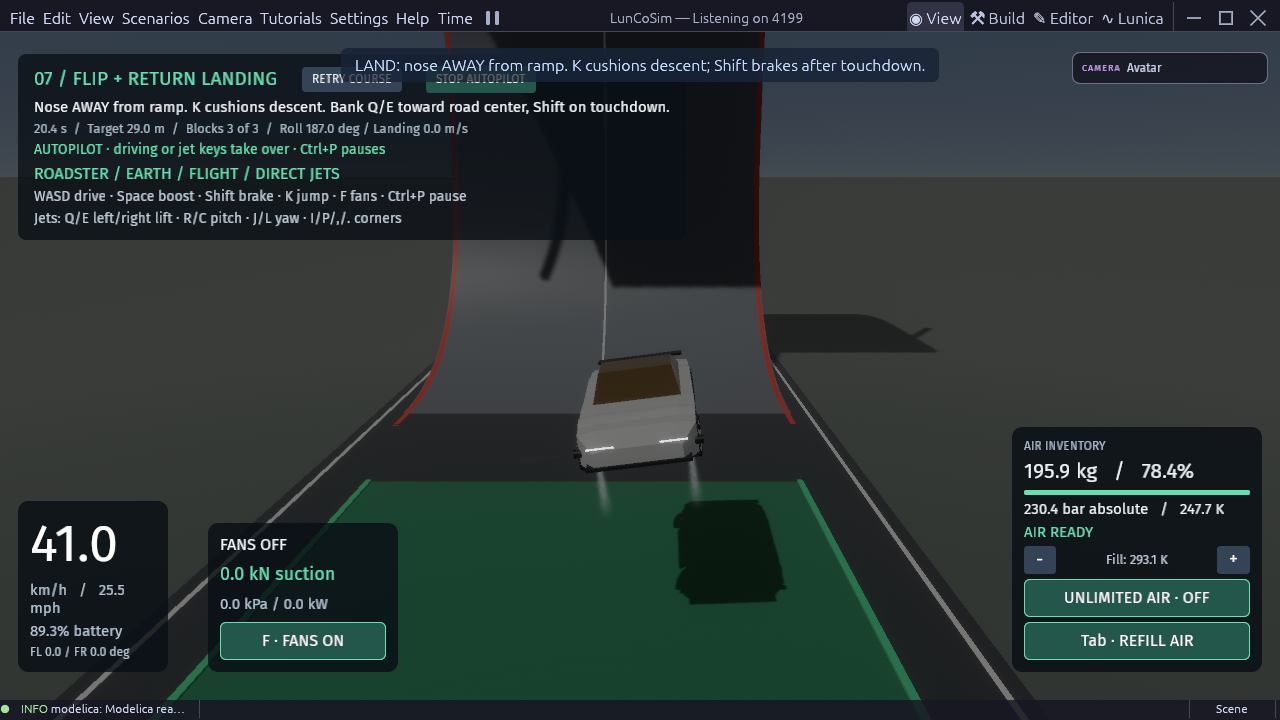 File Edit View Scenarios Camera Tutorials Settings Help Time
LunCoSim — Listening on 4199
View Build Editor Lunica
LAND: nose AWAY from ramp. K cushions descent; Shift brakes after touchdown.
07 / FLIP + RETURN LANDING
RETRY COURSE
STOP AUTOPILOT
Nose AWAY from ramp. K cushions descent. Bank Q/E toward road center, Shift on touchdown.
20.4 s / Target 29.0 m / Blocks 3 of 3 / Roll 187.0 deg / Landing 0.0 m/s
AUTOPILOT · driving or jet keys take over · Ctrl+P pauses
ROADSTER / EARTH / FLIGHT / DIRECT JETS
WASD drive · Space boost · Shift brake · K jump · F fans · Ctrl+P pause
Jets: Q/E left/right lift · R/C pitch · J/L yaw · I/P/,/. corners
CAMERA Avatar
41.0
km/h / 25.5
mph
89.3% battery
FL 0.0 / FR 0.0 deg
FANS OFF
0.0 kN suction
0.0 kPa / 0.0 kW
F · FANS ON
AIR INVENTORY
195.9 kg / 78.4%
230.4 bar absolute / 247.7 K
AIR READY
- Fill: 293.1 K +
UNLIMITED AIR · OFF
Tab · REFILL AIR
INFO modelica: Modelica rea…
Scene